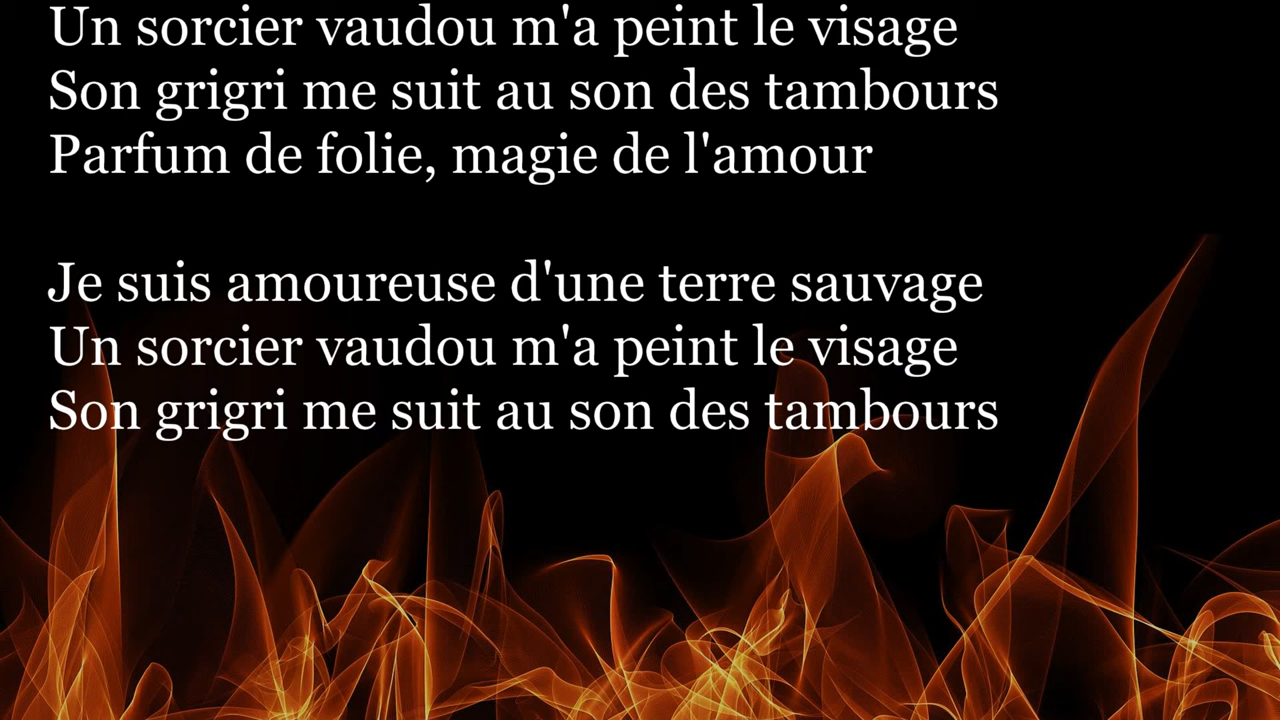 Un sorcier vaudou m'a peint le visage
Son grigri me suit au son des tambours
Parfum de folie, magie de l'amour
Je suis amoureuse d'une terre sauvage
Un sorcier vaudou m'a peint le visage
Son grigri me suit au son des tambours